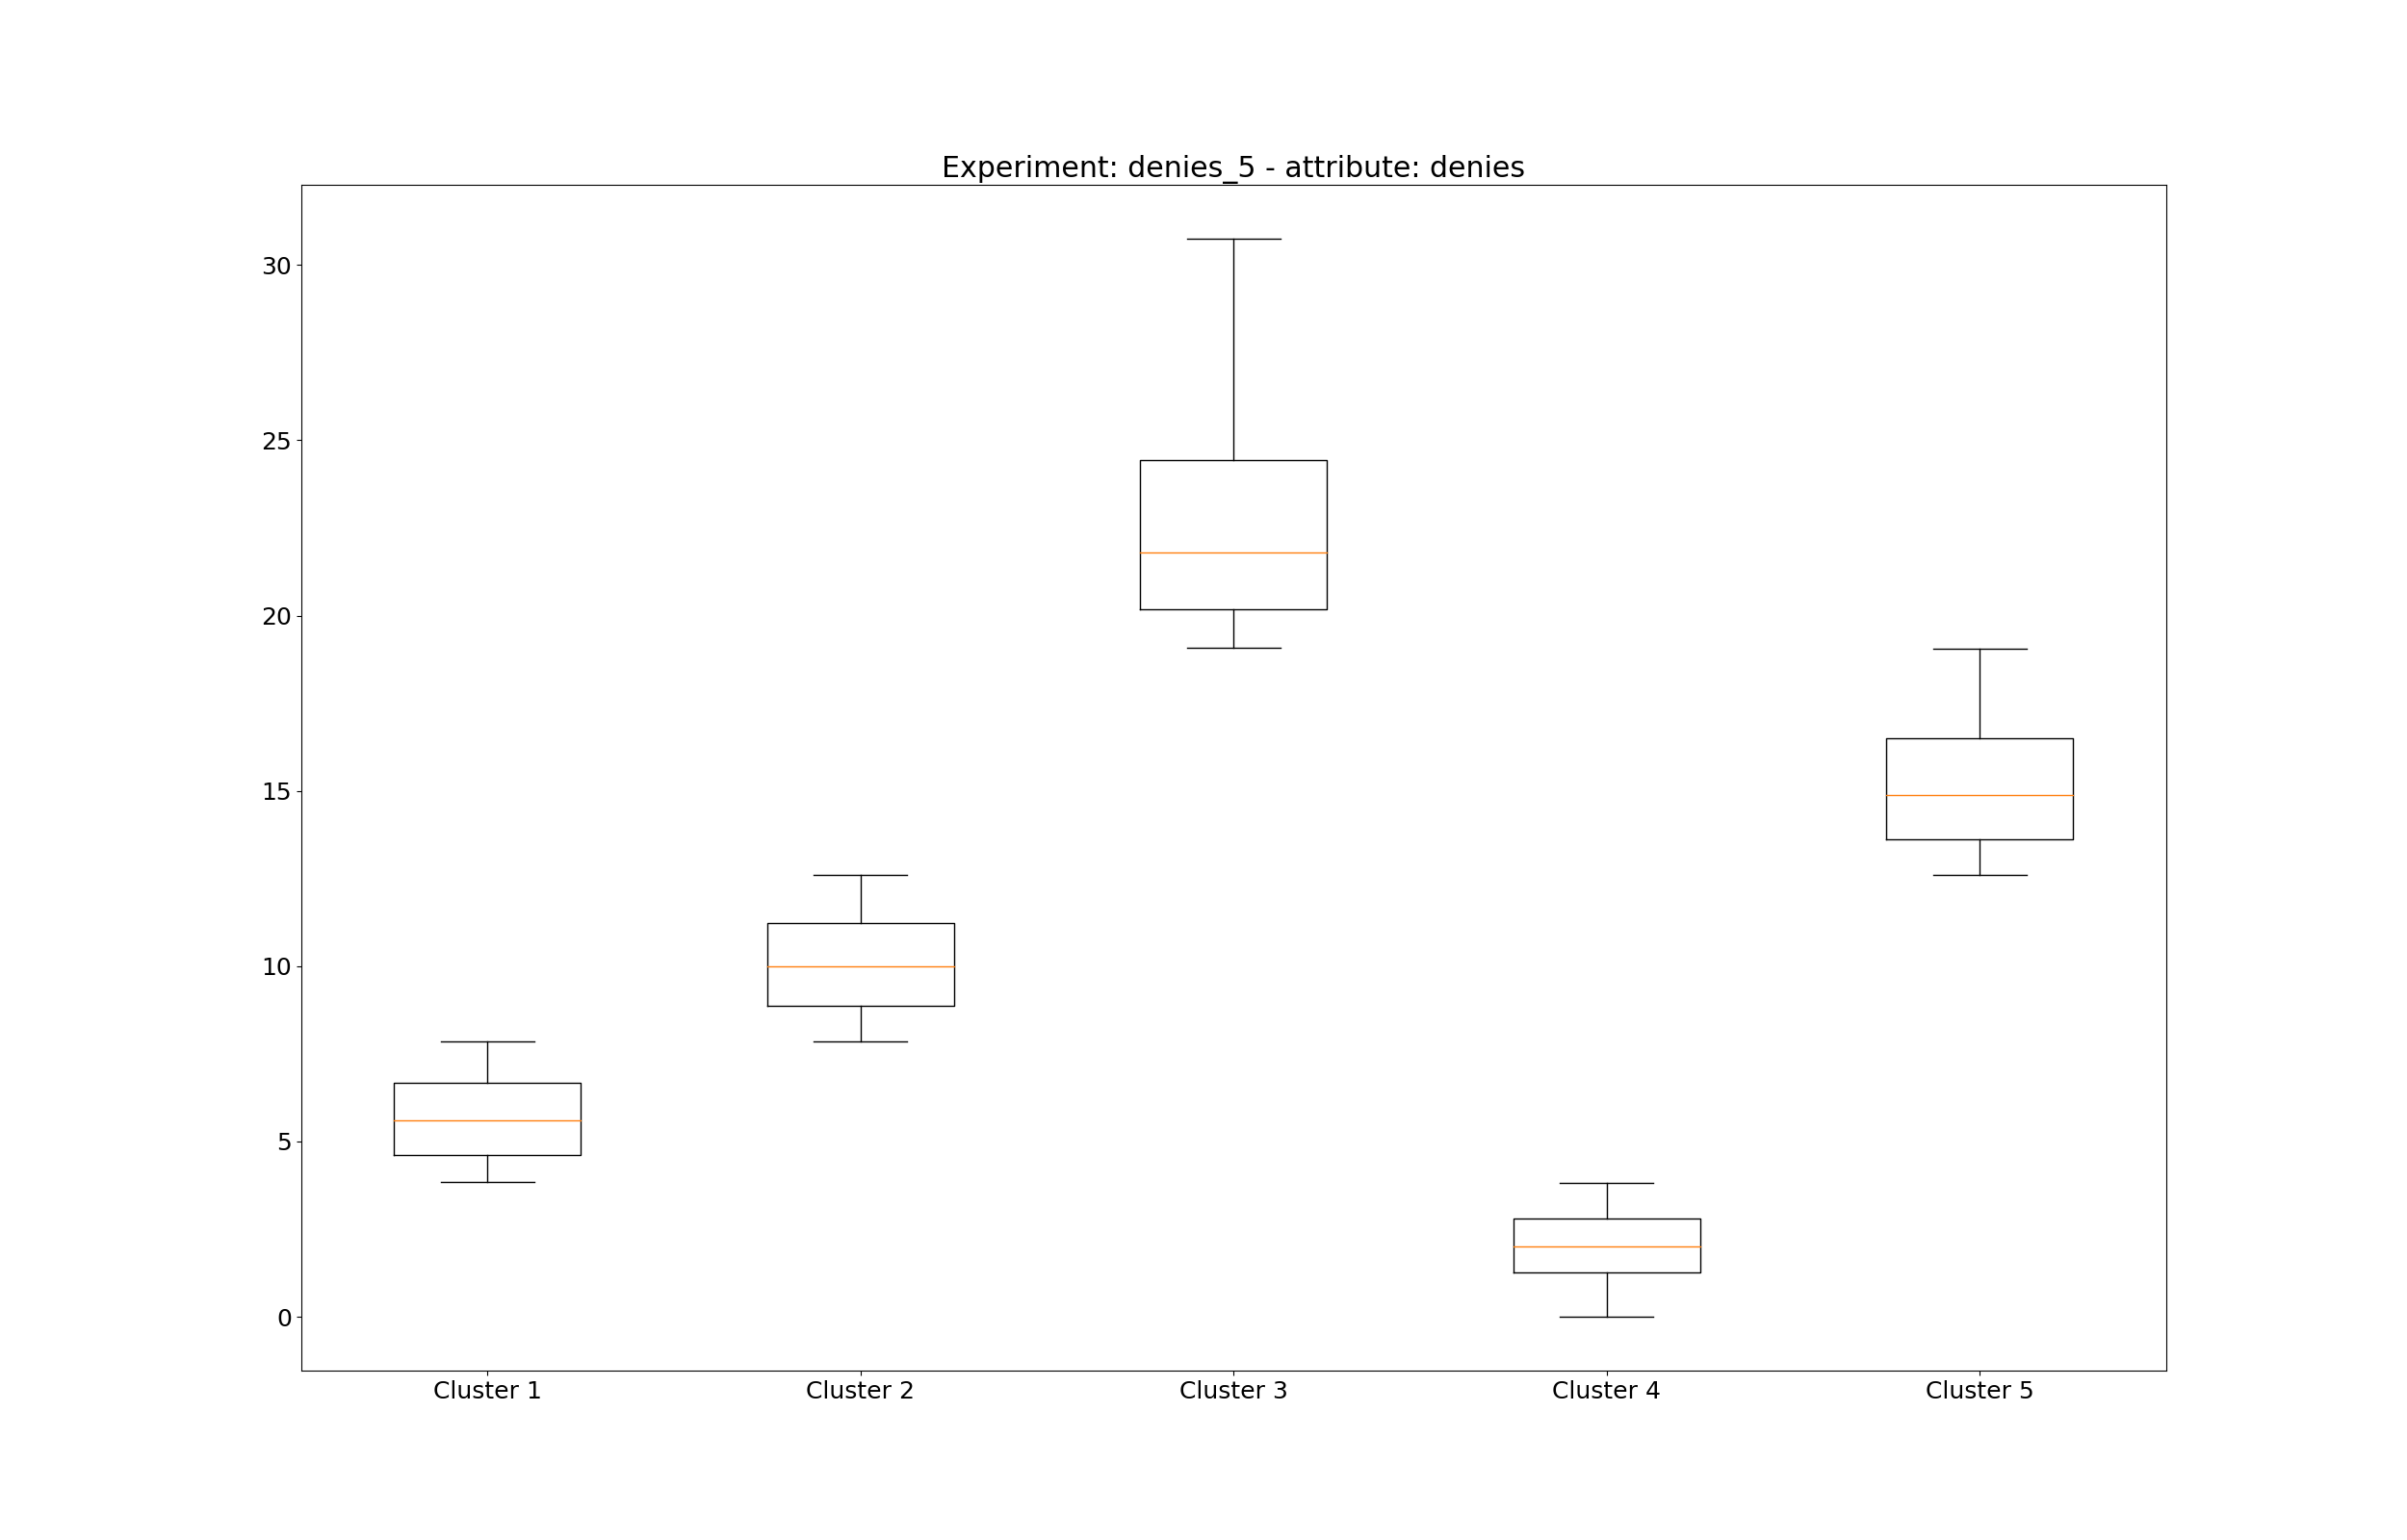 Experiment: denies_5 - attribute: denies
30
25
20
15
10
5
0
Cluster 1
Cluster 2
Cluster 3
Cluster 4
Cluster 5